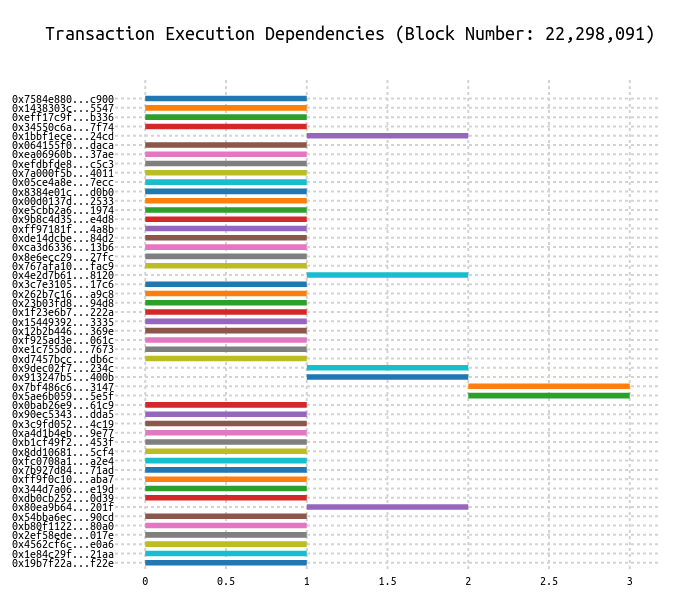 Transaction Execution Dependencies (Block Number: 22,298,091)
0x7584e880...c900
0x1438303c...5547
0xeff17c9f...b336
0x34550c6a...7f74
0x1bbf1ece...24cd
0x064155f0...daca
0xea06960b...37ae
0xefdbfde8...c5c3
0x7a000f5b...4011
0x05ce4a8e...7ecc
0x8384e01c...d0b0
0x00d0137d...2533
0xe5cbb2a6...1974
0x9b8c4d35...e4d8
0xff97181f...4a8b
0xde14dcbe...84d2
0xca3d6336...13b6
0x8e6ecc29...27fc
0x767afa10...fac9
0x4e2d7b61...8120
0x3c7e3105...17c6
0x262b7c16...a9c8
0x23b03fd8...94d8
0x1f23e6b7...222a
0x15449392...3335
0x12b2b446...369e
0xf925ad3e...061c
0xe1c755d0...7673
0xd7457bcc...db6c
0x9dec02f7...234c
0x913247b5...400b
0x7bf486c6...3147
0x5ae6b059...5e5f
0x0bab26e9...61c9
0x90ec5343...dda5
0x3c9fd052...4c19
0xa4d1b4eb...9e77
0xb1cf49f2...453f
0x8dd10681...5cf4
0xfc0708a1...a2e4
0x7b927d84...71ad
0xff9f0c10...aba7
0x344d7a06...e19d
0xdb0cb252...0d39
0x80ea9b64...201f
0x54bba6ec...90cd
0xb80f1122...80a0
0x2ef58ede...017e
0x4562cf6c...e0a6
0x1e84c29f...21aa
0x19b7f22a...f22e
0 0.5 1 1.5 2 2.5 3